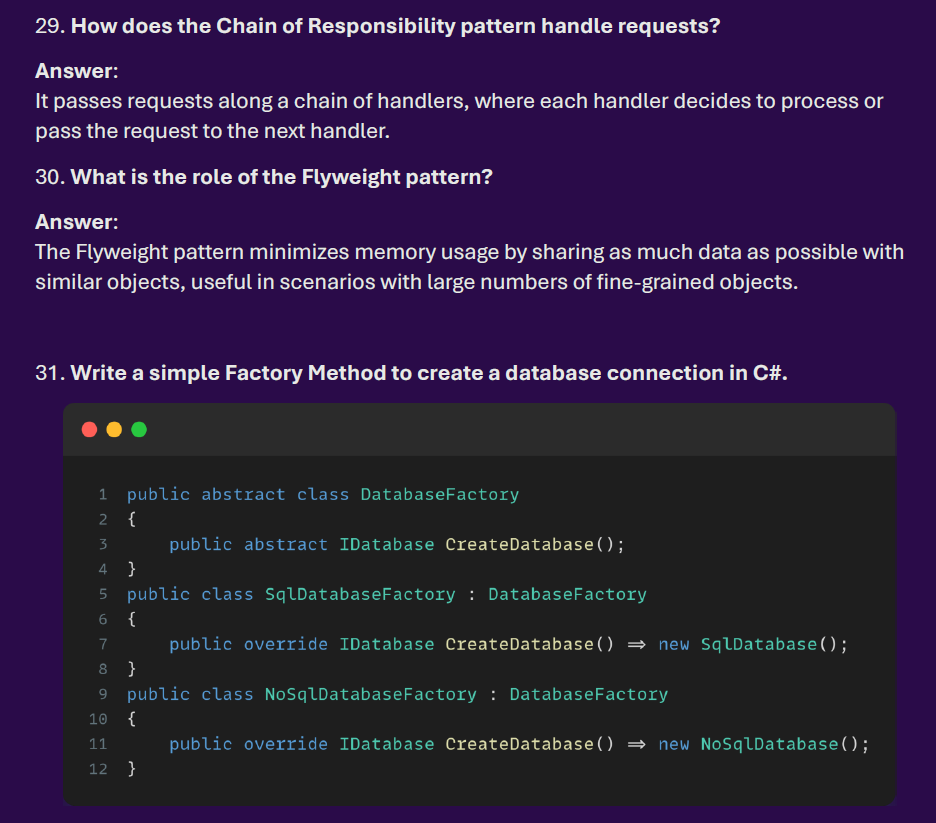 29. How does the Chain of Responsibility pattern handle requests?
Answer:
It passes requests along a chain of handlers, where each handler decides to process or
pass the request to the next handler.
30. What is the role of the Flyweight pattern?
Answer:
The Flyweight pattern minimizes memory usage by sharing as much data as possible with
similar objects, useful in scenarios with large numbers of fine-grained objects.
31. Write a simple Factory Method to create a database connection in C#.
1 public abstract class DatabaseFactory
2 {
3     public abstract IDatabase CreateDatabase();
4 }
5 public class SqlDatabaseFactory : DatabaseFactory
6 {
7     public override IDatabase CreateDatabase() => new SqlDatabase();
8 }
9 public class NoSqlDatabaseFactory : DatabaseFactory
10 {
11     public override IDatabase CreateDatabase() => new NoSqlDatabase();
12 }